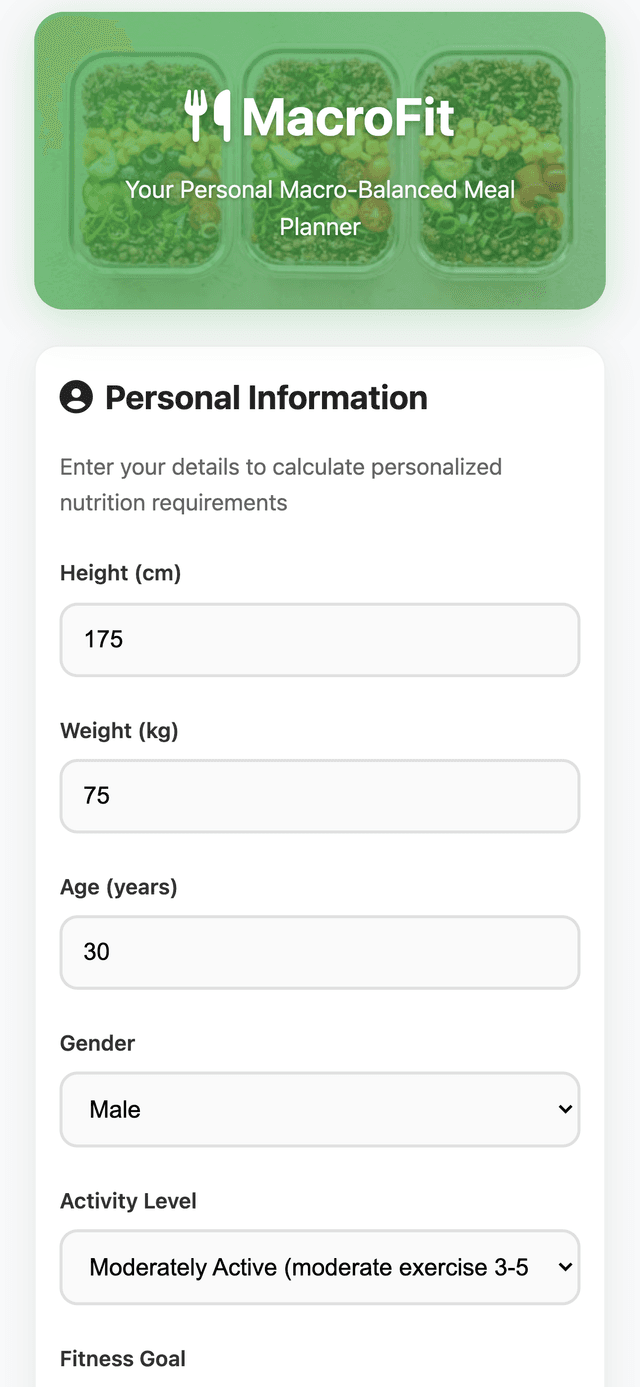 MacroFit
Your Personal Macro-Balanced Meal
Planner
Personal Information
Enter your details to calculate personalized
nutrition requirements
Height (cm)
175
Weight (kg)
75
Age (years)
30
Gender
Male
Activity Level
Moderately Active (moderate exercise 3-5
Fitness Goal